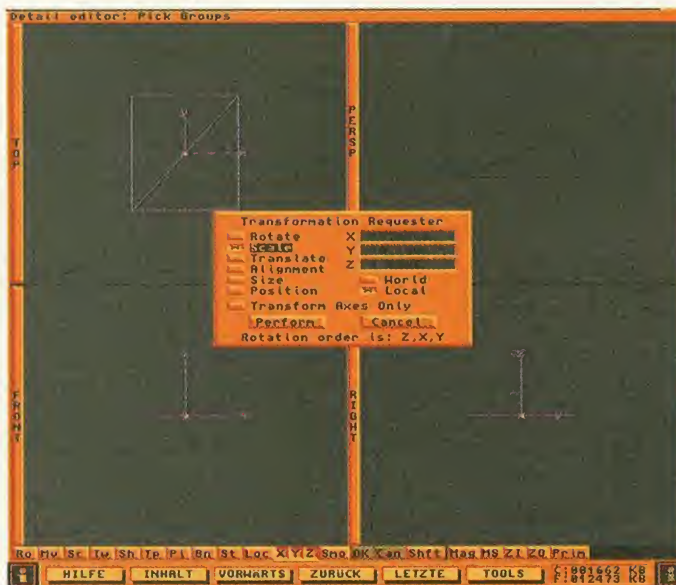 Detail editor: Pick Groups
TOP
PERSP
Transformation Requester
Rotate X
Scale Y
Translate Z
Alignment
Size World
Position Local
Transform Axes Only
Perform Cancel
Rotation order is: Z,X,Y
FRONT
RIGHT
Ro Mv Sc Iw Sh Tp Pi Bn St Loc X Y Z Smo OK Can Shft Mag MS ZI ZO Prim
HILFE INHALT VORWÄRTS ZURÜCK LETZTE TOOLS C:001662 KB
F:012473 KB